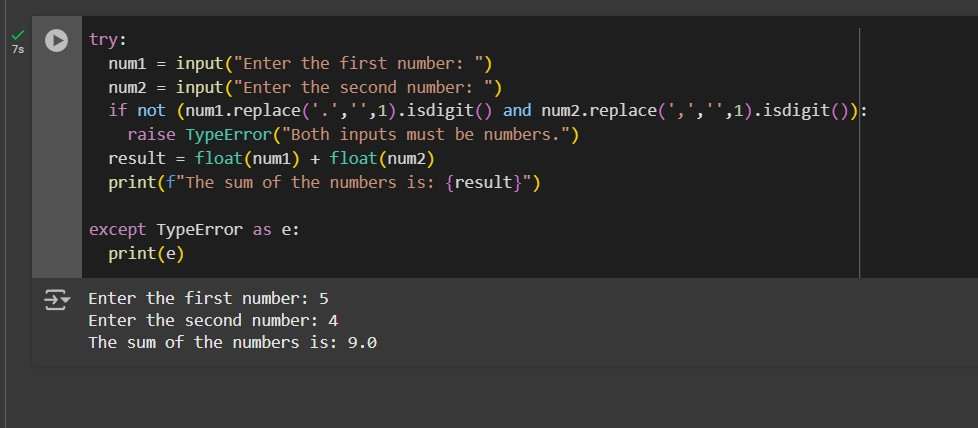 7s
try:
  num1 = input("Enter the first number: ")
  num2 = input("Enter the second number: ")
  if not (num1.replace('.','',1).isdigit() and num2.replace(',','',1).isdigit()):
    raise TypeError("Both inputs must be numbers.")
  result = float(num1) + float(num2)
  print(f"The sum of the numbers is: {result}")
except TypeError as e:
  print(e)
Enter the first number: 5
Enter the second number: 4
The sum of the numbers is: 9.0